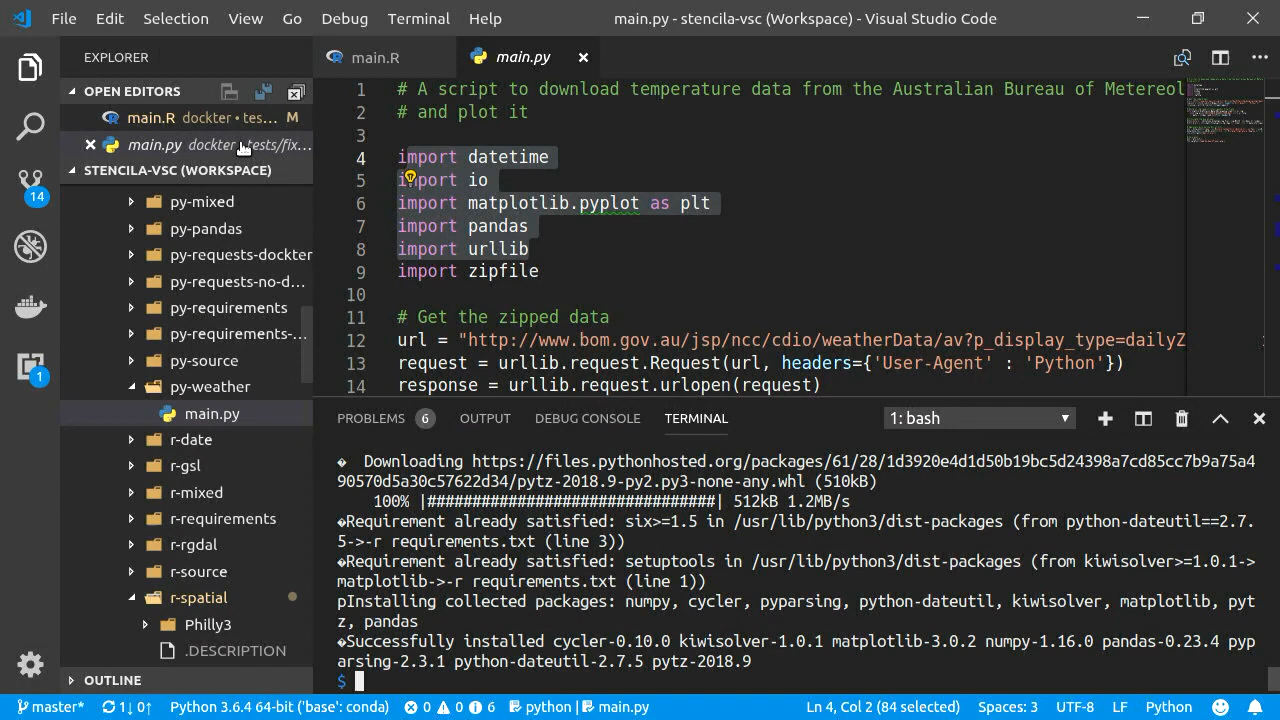 File Edit Selection View Go Debug Terminal Help main.py - stencila-vsc (Workspace) - Visual Studio Code
EXPLORER
OPEN EDITORS
main.R dockter • tes... M
main.py dockter • tests/fix...
STENCILA-VSC (WORKSPACE)
py-mixed
py-pandas
py-requests-dockter
py-requests-no-d...
py-requirements
py-requirements-...
py-source
py-weather
main.py
r-date
r-gsl
r-mixed
r-requirements
r-rgdal
r-source
r-spatial
Philly3
.DESCRIPTION
OUTLINE
14
1
main.R main.py
1 # A script to download temperature data from the Australian Bureau of Metereol
2 # and plot it
3
4 import datetime
5 import io
6 import matplotlib.pyplot as plt
7 import pandas
8 import urllib
9 import zipfile
10
11 # Get the zipped data
12 url = "http://www.bom.gov.au/jsp/ncc/cdio/weatherData/av?p_display_type=dailyZ
13 request = urllib.request.Request(url, headers={'User-Agent' : 'Python'})
14 response = urllib.request.urlopen(request)
PROBLEMS 6 OUTPUT DEBUG CONSOLE TERMINAL 1: bash
� Downloading https://files.pythonhosted.org/packages/61/28/1d3920e4d1d50b19bc5d24398a7cd85cc7b9a75a4
90570d5a30c57622d34/pytz-2018.9-py2.py3-none-any.whl (510kB)
100% |################################| 512kB 1.2MB/s
�Requirement already satisfied: six>=1.5 in /usr/lib/python3/dist-packages (from python-dateutil==2.7.
5->-r requirements.txt (line 3))
�Requirement already satisfied: setuptools in /usr/lib/python3/dist-packages (from kiwisolver>=1.0.1->
matplotlib->-r requirements.txt (line 1))
pInstalling collected packages: numpy, cycler, pyparsing, python-dateutil, kiwisolver, matplotlib, pyt
z, pandas
�Successfully installed cycler-0.10.0 kiwisolver-1.0.1 matplotlib-3.0.2 numpy-1.16.0 pandas-0.23.4 pyp
arsing-2.3.1 python-dateutil-2.7.5 pytz-2018.9
$
master* 1↓ 0↑ Python 3.6.4 64-bit ('base': conda) 0 0 6 python | main.py Ln 4, Col 2 (84 selected) Spaces: 3 UTF-8 LF Python